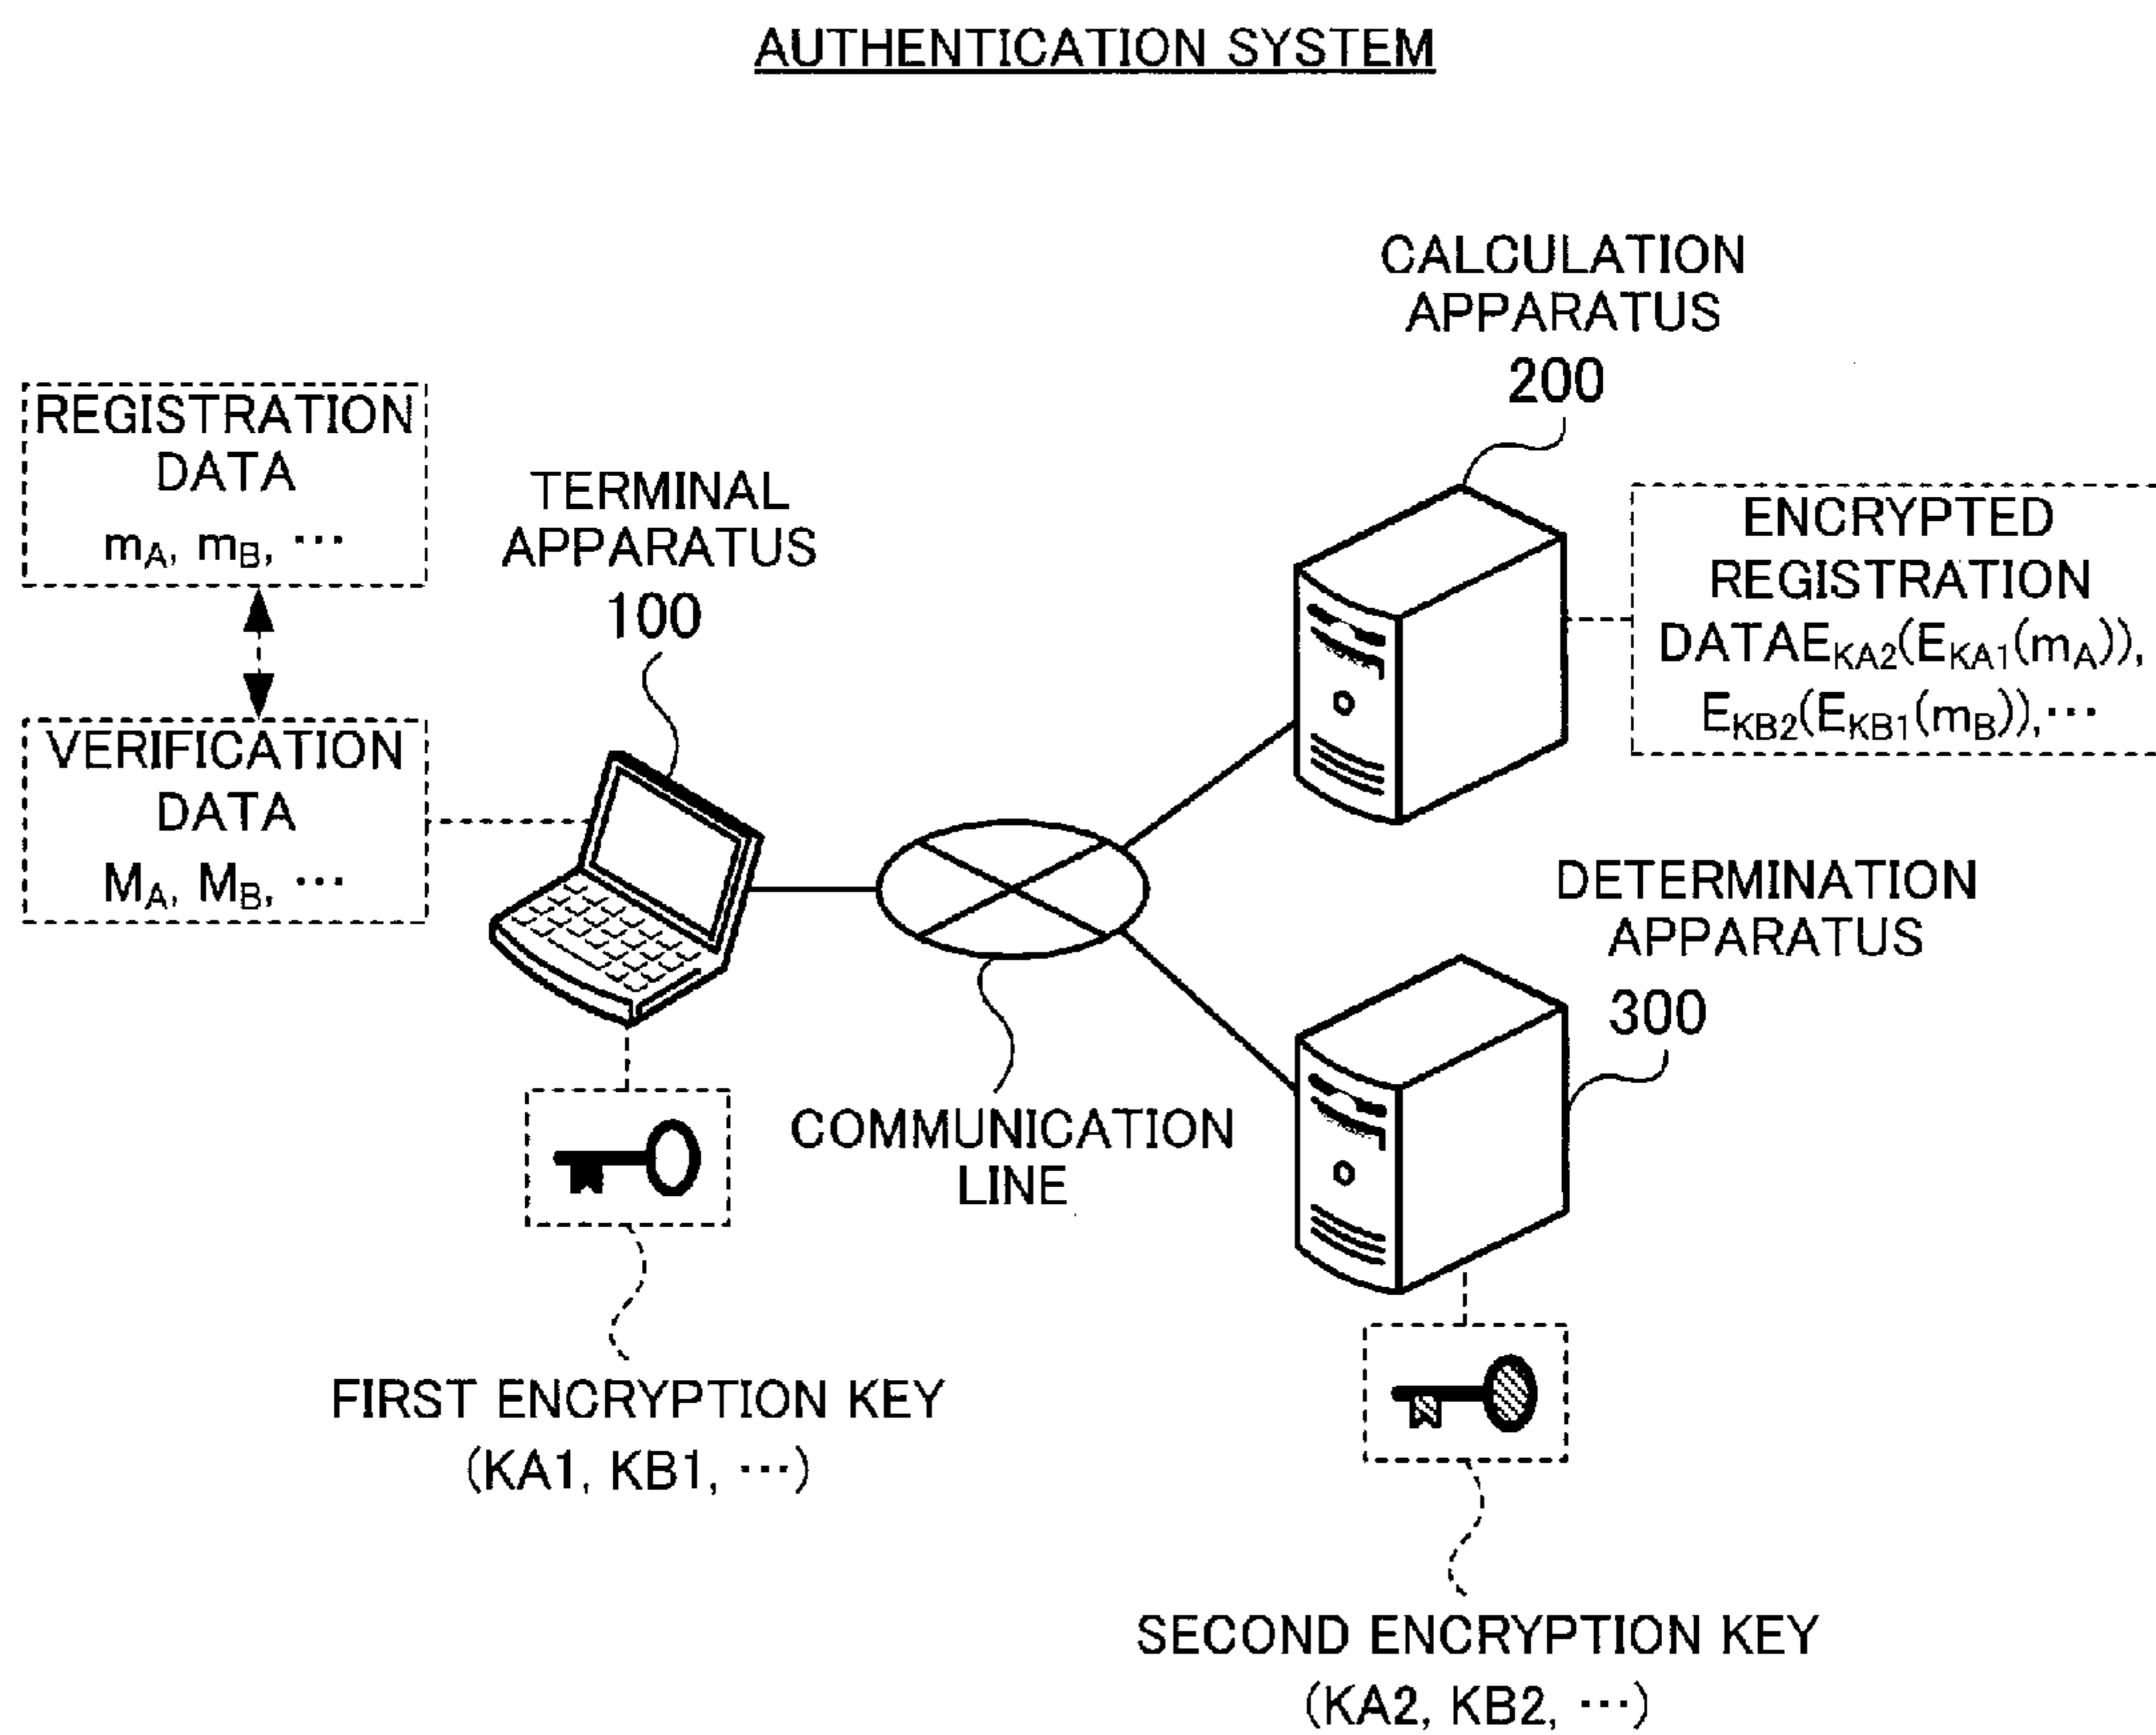 AUTHENTICATION SYSTEM
REGISTRATION
DATA
mA, mB, ···
VERIFICATION
DATA
MA, MB, ···
TERMINAL
APPARATUS
100
CALCULATION
APPARATUS
200
ENCRYPTED
REGISTRATION
DATAEKA2(EKA1(mA)),
EKB2(EKB1(mB)),···
DETERMINATION
APPARATUS
300
COMMUNICATION
LINE
FIRST ENCRYPTION KEY
(KA1, KB1, ···)
SECOND ENCRYPTION KEY
(KA2, KB2, ···)